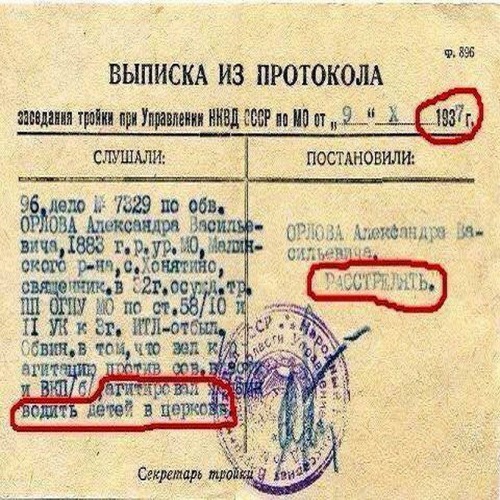 Ф. 896
ВЫПИСКА ИЗ ПРОТОКОЛА
заседания тройки при Управлении НКВД СССР по МО от „ 9 " X 1937 г.
СЛУШАЛИ:
96. дело № 7329 по обв.
ОРЛОВА Александра Василье-
вича, 1883 г.р. ур. МО, Малин-
ского р-на, с. Хонятино,
священник. в 32г. осужд. тр.
ПП ОГПУ МО по ст. 58/10 и
II УК к 3г. ИТЛ-отбыл.
Обвин. в том, что вел к/р
агитацию против сов.
и ВКП/б/, агитировал
водить детей в церковь.
ПОСТАНОВИЛИ:
ОРЛОВА Александра Ва-
сильевича.
РАССТРЕЛЯТЬ.
Секретарь тройки